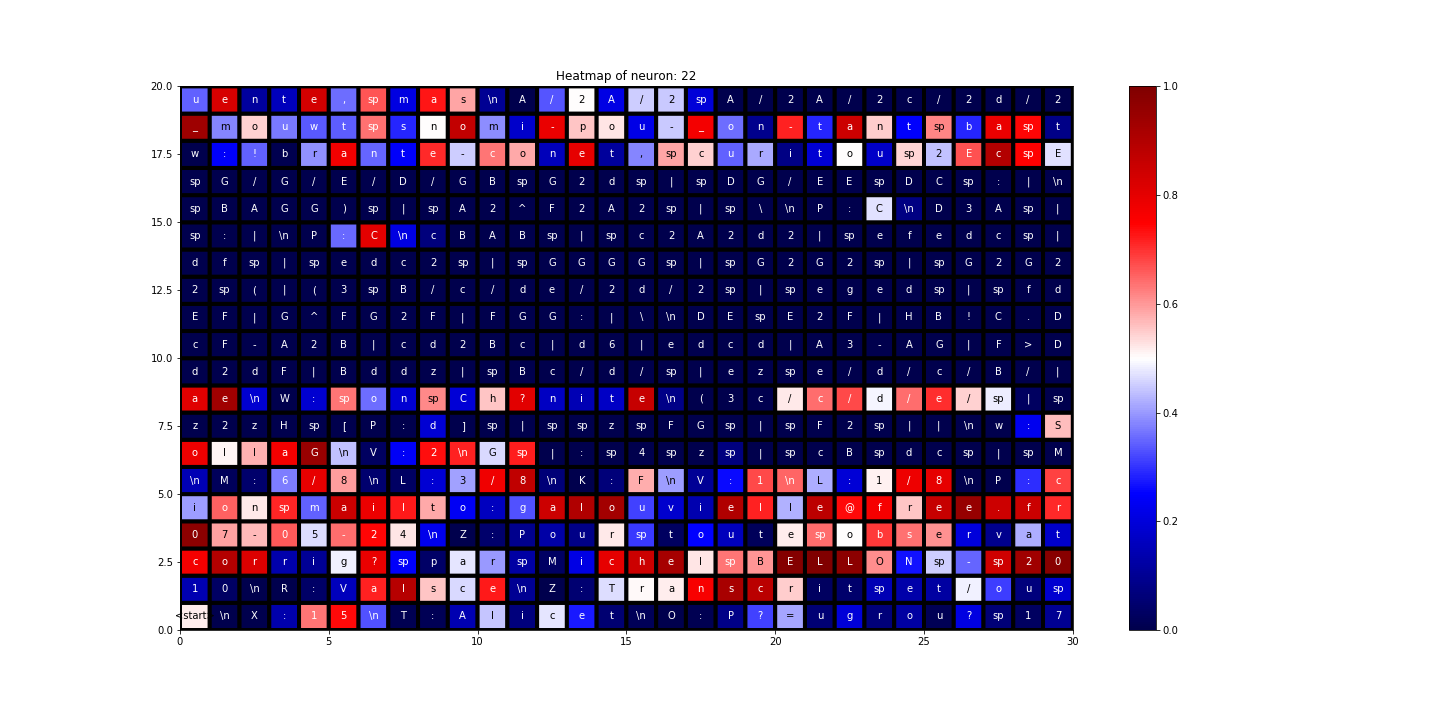 Heatmap of neuron: 22
20.0 u e n t e , sp m a s \n A / 2 A / 2 sp A / 2 A / 2 c / 2 d / 2 1.0
_ m o u w t sp s n o m i - p o u - _ o n - t a n t sp b a sp t
17.5 w : ! b r a n t e - c o n e t , sp c u r i t o u sp 2 E c sp E
sp G / G / E / D / G B sp G 2 d sp | sp D G / E E sp D C sp : | \n 0.8
15.0 sp B A G G ) sp | sp A 2 ^ F 2 A 2 sp | sp \ \n P : C \n D 3 A sp |
sp : | \n P : C \n c B A B sp | sp c 2 A 2 d 2 | sp e f e d c sp |
d f sp | sp e d c 2 sp | sp G G G G sp | sp G 2 G 2 sp | sp G 2 G 2
12.5 2 sp ( | ( 3 sp B / c / d e / 2 d / 2 sp | sp e g e d sp | sp f d 0.6
E F | G ^ F G 2 F | F G G : | \ \n D E sp E 2 F | H B ! C . D
10.0 c F - A 2 B | c d 2 B c | d 6 | e d c d | A 3 - A G | F > D
d 2 d F | B d d z | sp B c / d / sp | e z sp e / d / c / B / |
a e \n W : sp o n sp C h ? n i t e \n ( 3 c / c / d / e / sp | sp 0.4
7.5 z 2 z H sp [ P : d ] sp | sp sp z sp F G sp | sp F 2 sp | | \n w : S
o l l a G \n V : 2 \n G sp | : sp 4 sp z sp | sp c B sp d c sp | sp M
5.0 \n M : 6 / 8 \n L : 3 / 8 \n K : F \n V : 1 \n L : 1 / 8 \n P : c
i o n sp m a i l t o : g a l o u v i e l l e @ f r e e . f r 0.2
0 7 - 0 5 - 2 4 \n Z : P o u r sp t o u t e sp o b s e r v a t
2.5 c o r r i g ? sp p a r sp M i c h e l sp B E L L O N sp - sp 2 0
1 0 \n R : V a l s c e \n Z : T r a n s c r i t sp e t / o u sp
<start \n X : 1 5 \n T : A l i c e t \n O : P ? = u g r o u ? sp 1 7
0.0 0.0
0 5 10 15 20 25 30